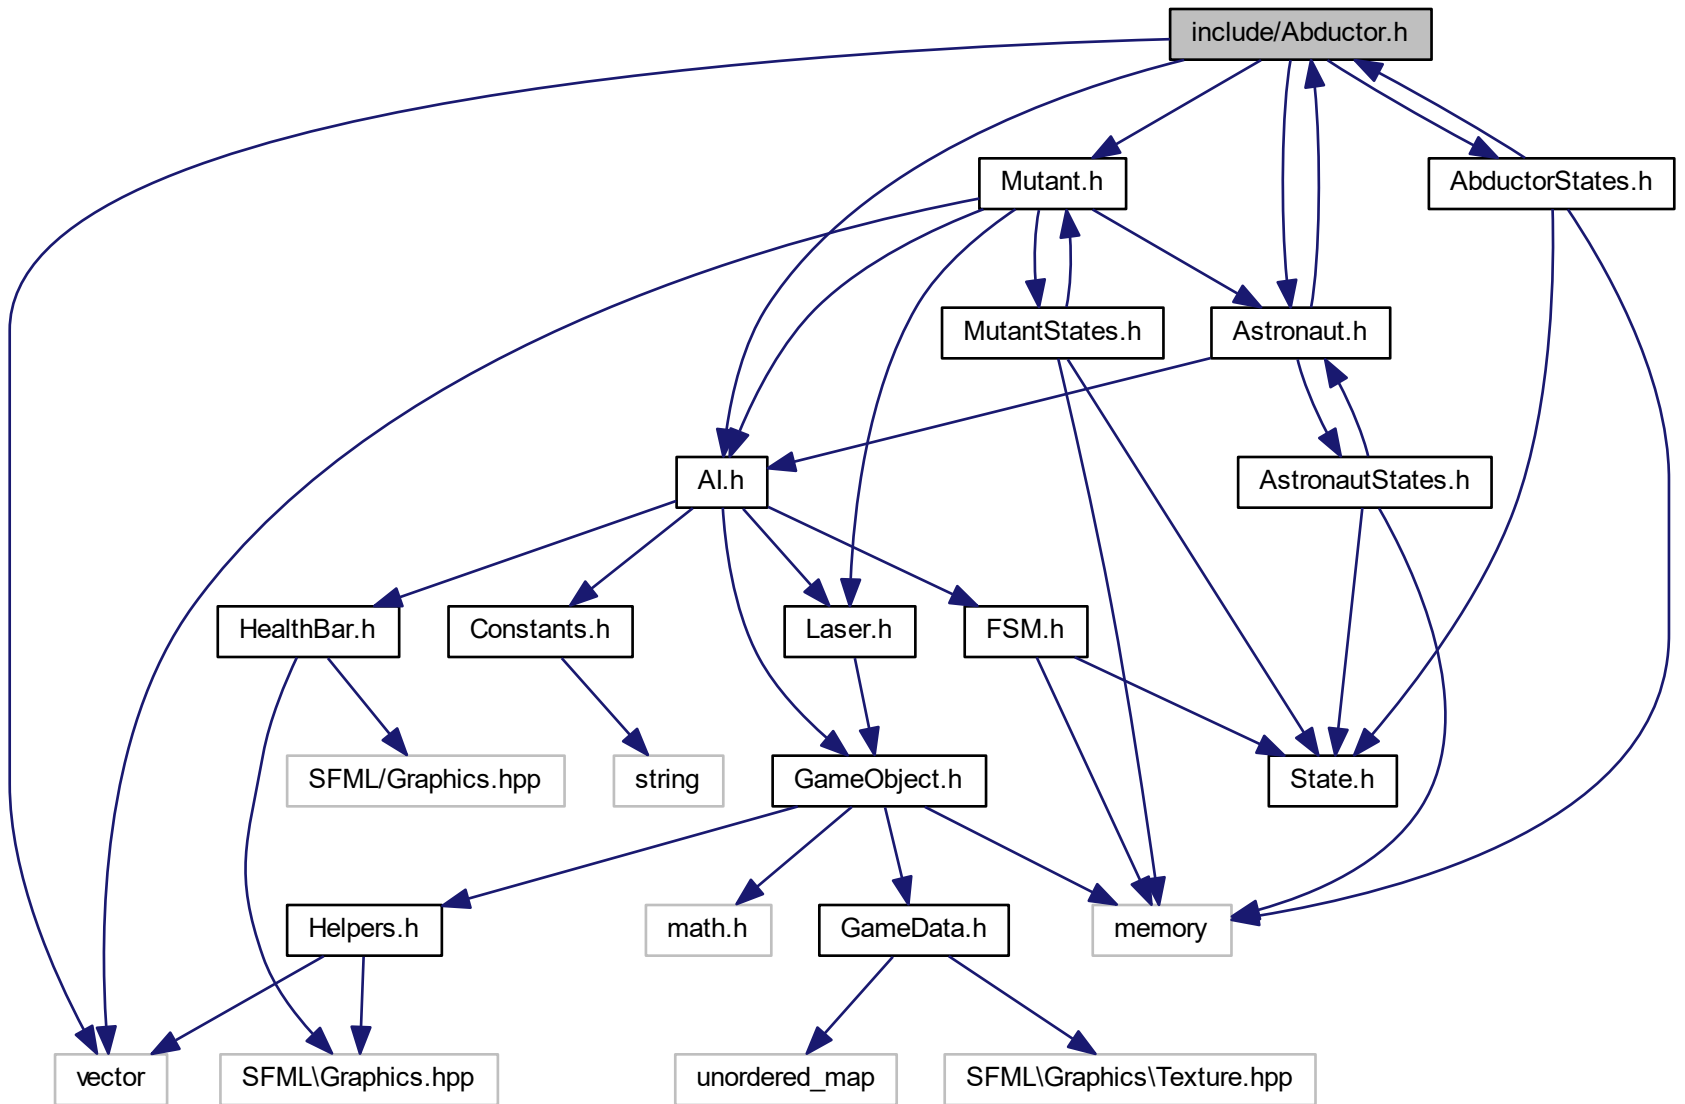 include/Abductor.h
Mutant.h
AbductorStates.h
MutantStates.h
Astronaut.h
AI.h
AstronautStates.h
HealthBar.h
Constants.h
Laser.h
FSM.h
SFML/Graphics.hpp
string
GameObject.h
State.h
Helpers.h
math.h
GameData.h
memory
vector
SFML\Graphics.hpp
unordered_map
SFML\Graphics\Texture.hpp